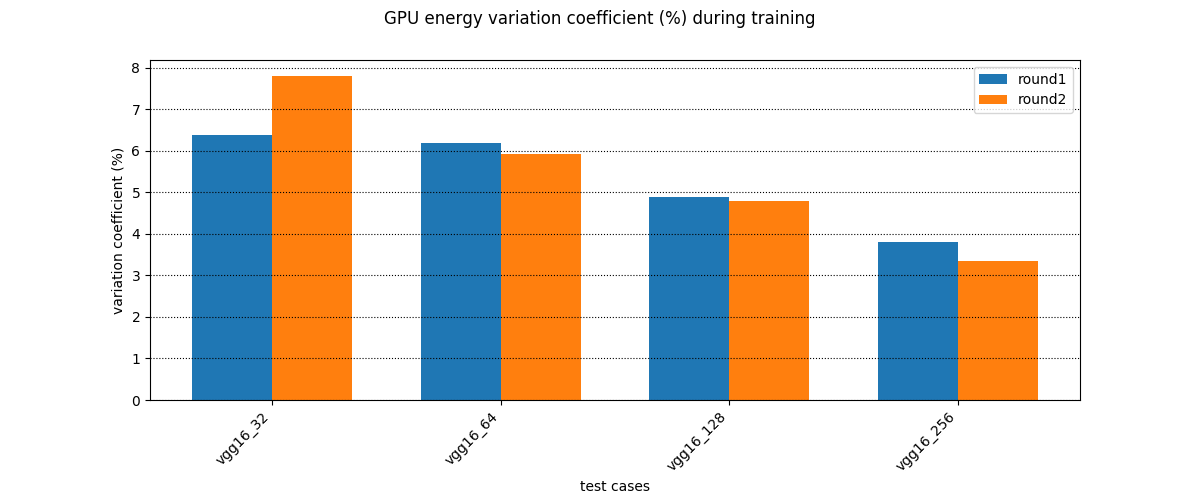 GPU energy variation coefficient (%) during training
variation coefficient (%)
8
7
6
5
4
3
2
1
0
round1
round2
vgg16_32
vgg16_64
vgg16_128
vgg16_256
test cases